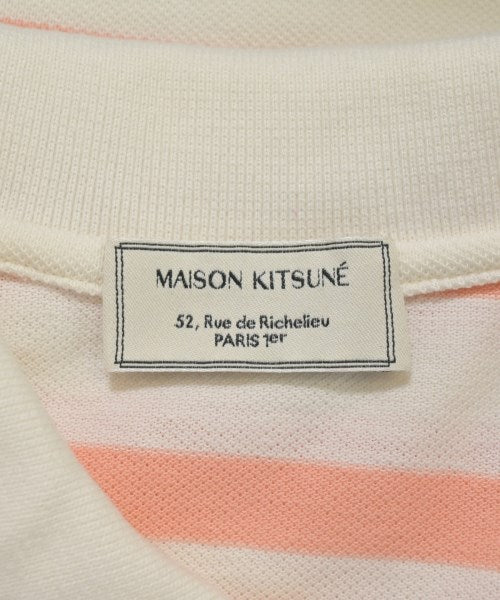 MAISON KITSUNÉ
52, Rue de Richelieu
PARIS 1er